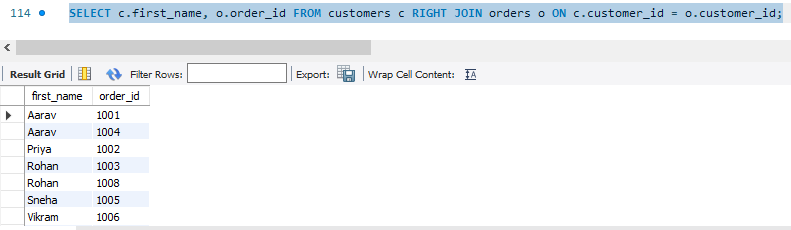 114 SELECT c.first_name, o.order_id FROM customers c RIGHT JOIN orders o ON c.customer_id = o.customer_id;
Result Grid Filter Rows: Export: Wrap Cell Content: IA
first_name order_id
Aarav 1001
Aarav 1004
Priya 1002
Rohan 1003
Rohan 1008
Sneha 1005
Vikram 1006